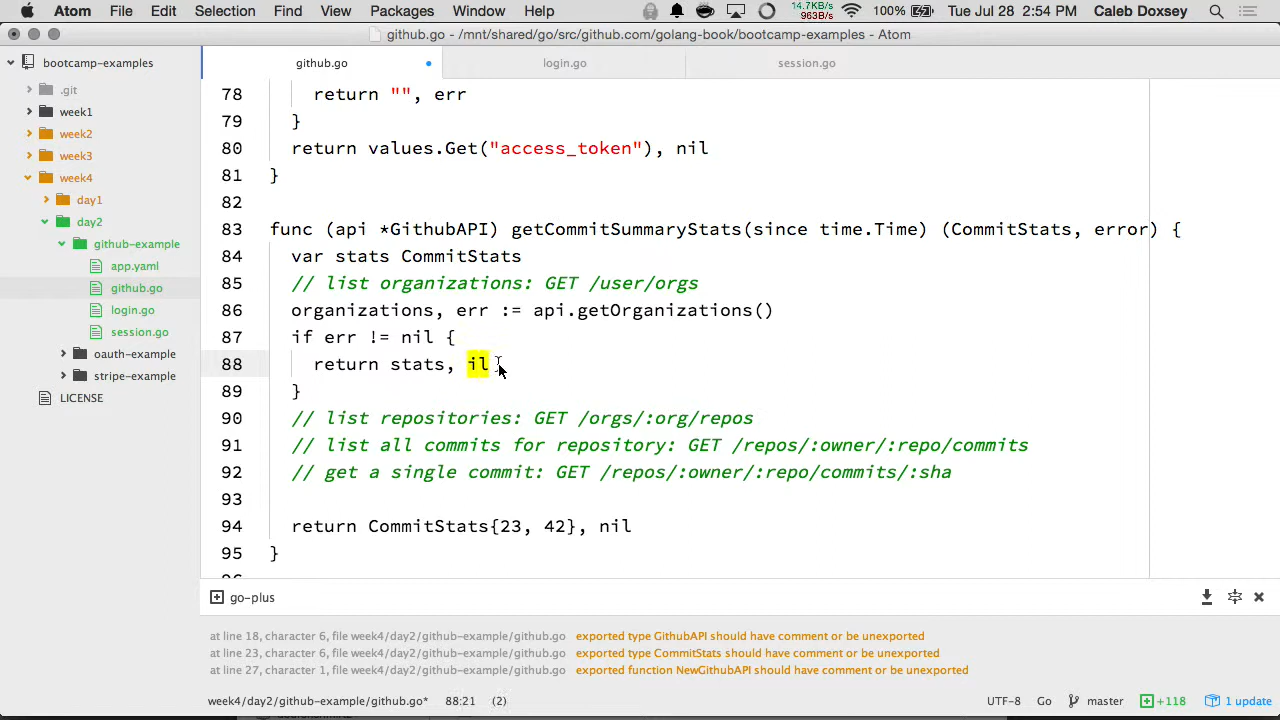 Atom File Edit Selection Find View Packages Window Help 14.7KB/s 963B/s 100% Tue Jul 28 2:54 PM Caleb Doxsey
github.go - /mnt/shared/go/src/github.com/golang-book/bootcamp-examples - Atom
bootcamp-examples
.git
week1
week2
week3
week4
day1
day2
github-example
app.yaml
github.go
login.go
session.go
oauth-example
stripe-example
LICENSE
github.go login.go session.go
78 return "", err
79 }
80 return values.Get("access_token"), nil
81 }
82
83 func (api *GithubAPI) getCommitSummaryStats(since time.Time) (CommitStats, error) {
84 var stats CommitStats
85 // list organizations: GET /user/orgs
86 organizations, err := api.getOrganizations()
87 if err != nil {
88 return stats, il
89 }
90 // list repositories: GET /orgs/:org/repos
91 // list all commits for repository: GET /repos/:owner/:repo/commits
92 // get a single commit: GET /repos/:owner/:repo/commits/:sha
93
94 return CommitStats{23, 42}, nil
95 }
go-plus
at line 18, character 6, file week4/day2/github-example/github.go exported type GithubAPI should have comment or be unexported
at line 23, character 6, file week4/day2/github-example/github.go exported type CommitStats should have comment or be unexported
at line 27, character 1, file week4/day2/github-example/github.go exported function NewGithubAPI should have comment or be unexported
week4/day2/github-example/github.go* 88:21 (2) UTF-8 Go master +118 1 update